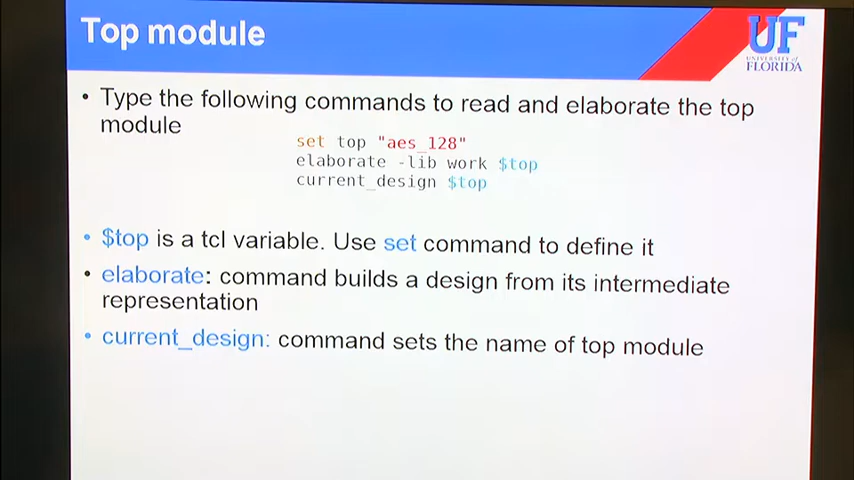 Top module
UF
UNIVERSITY of
FLORIDA
• Type the following commands to read and elaborate the top
module
set top "aes_128"
elaborate -lib work $top
current_design $top
• $top is a tcl variable. Use set command to define it
• elaborate: command builds a design from its intermediate
representation
• current_design: command sets the name of top module